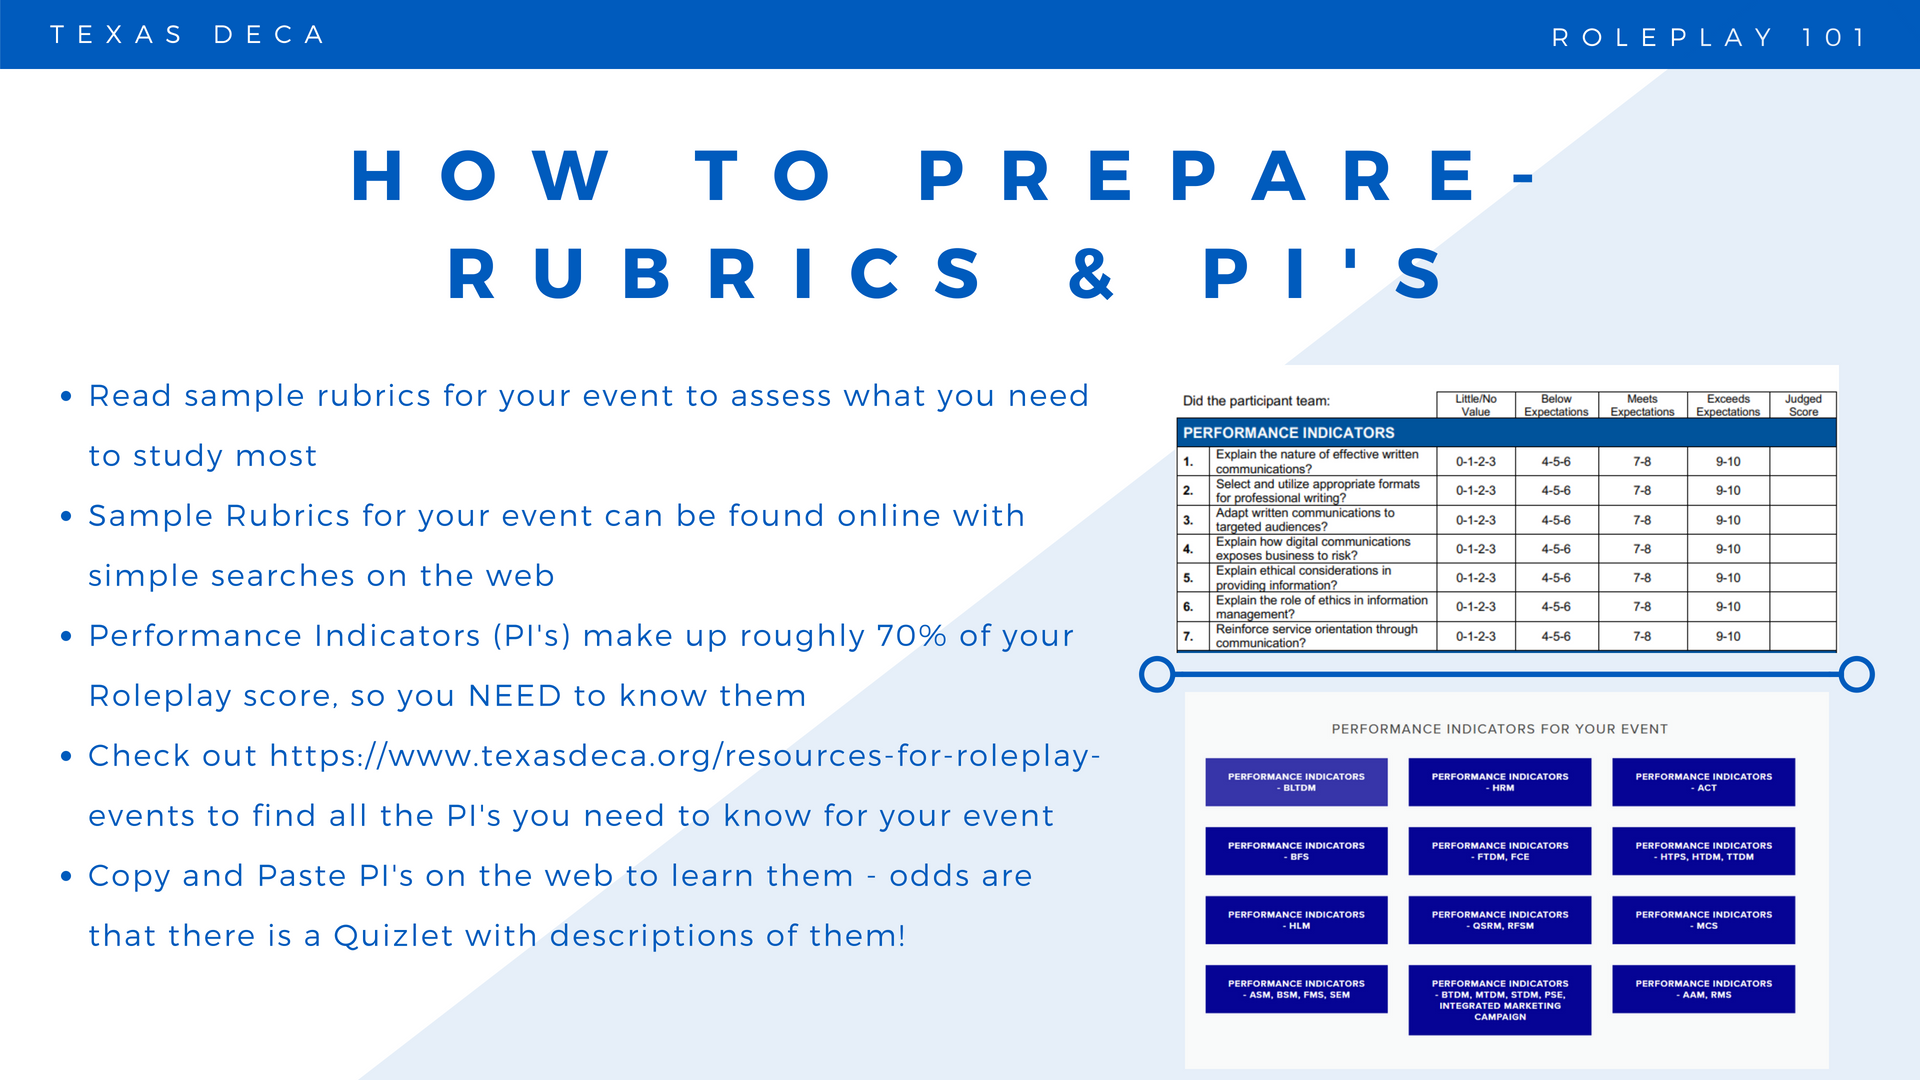 TEXAS DECA
ROLEPLAY 101
HOW TO PREPARE-
RUBRICS & PI'S
Read sample rubrics for your event to assess what you need
to study most
Sample Rubrics for your event can be found online with
simple searches on the web
Performance Indicators (PI's) make up roughly 70% of your
Roleplay score, so you NEED to know them
Check out https://www.texasdeca.org/resources-for-roleplay-
events to find all the PI's you need to know for your event
Copy and Paste PI's on the web to learn them - odds are
that there is a Quizlet with descriptions of them!
Did the participant team:
Little/No
Value
Below
Expectations
Meets
Expectations
Exceeds
Expectations
Judged
Score
PERFORMANCE INDICATORS
1. Explain the nature of effective written
communications? 0-1-2-3 4-5-6 7-8 9-10
2. Select and utilize appropriate formats
for professional writing? 0-1-2-3 4-5-6 7-8 9-10
3. Adapt written communications to
targeted audiences? 0-1-2-3 4-5-6 7-8 9-10
4. Explain how digital communications
exposes business to risk? 0-1-2-3 4-5-6 7-8 9-10
5. Explain ethical considerations in
providing information? 0-1-2-3 4-5-6 7-8 9-10
6. Explain the role of ethics in information
management? 0-1-2-3 4-5-6 7-8 9-10
7. Reinforce service orientation through
communication? 0-1-2-3 4-5-6 7-8 9-10
PERFORMANCE INDICATORS FOR YOUR EVENT
PERFORMANCE INDICATORS
- BLTDM
PERFORMANCE INDICATORS
- HRM
PERFORMANCE INDICATORS
- ACT
PERFORMANCE INDICATORS
- BFS
PERFORMANCE INDICATORS
- FTDM, FCE
PERFORMANCE INDICATORS
- HTPS, HTDM, TTDM
PERFORMANCE INDICATORS
- HLM
PERFORMANCE INDICATORS
- QSRM, RFSM
PERFORMANCE INDICATORS
- MCS
PERFORMANCE INDICATORS
- ASM, BSM, FMS, SEM
PERFORMANCE INDICATORS
- BTDM, MTDM, STDM, PSE,
INTEGRATED MARKETING
CAMPAIGN
PERFORMANCE INDICATORS
- AAM, RMS